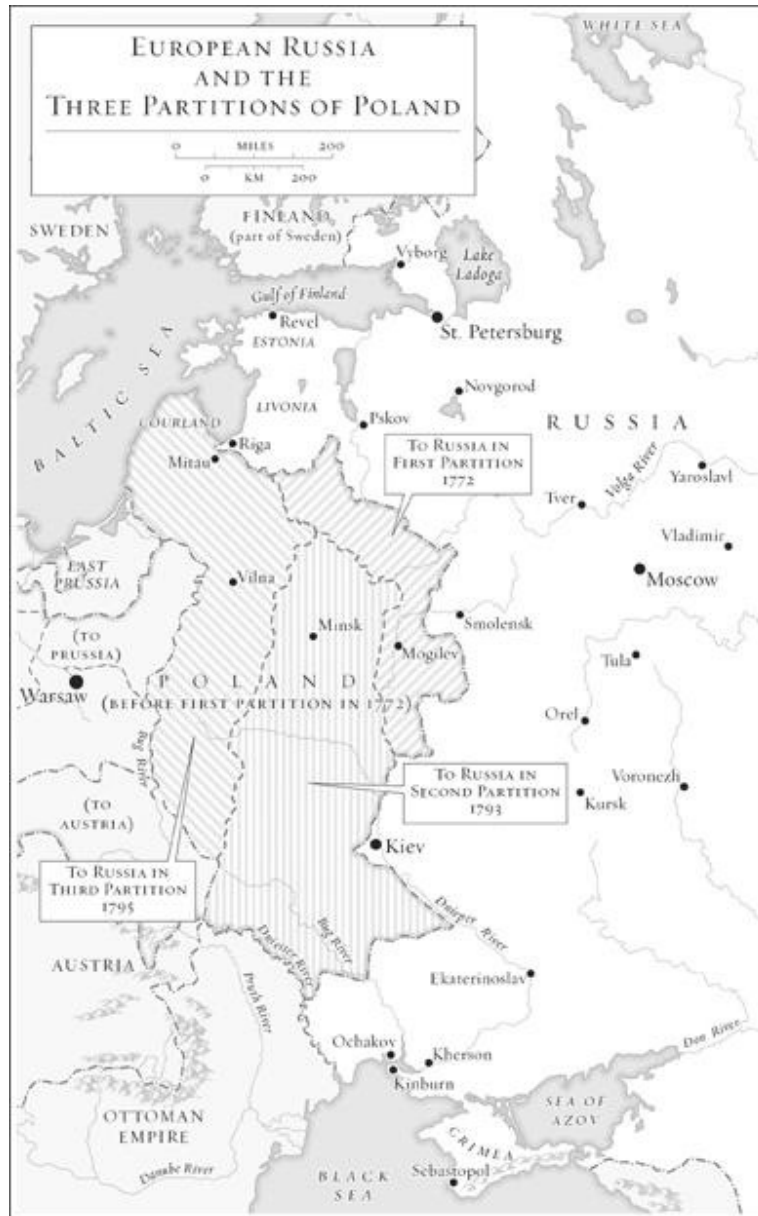 EUROPEAN RUSSIA
AND THE
THREE PARTITIONS OF POLAND
0 MILES 200
0 KM 200
WHITE SEA
SWEDEN
FINLAND
(part of Sweden)
Vyborg
Lake
Ladoga
Gulf of Finland
Revel
ESTONIA
St. Petersburg
BALTIC SEA
LIVONIA
Novgorod
Pskov
COURLAND
Riga
Mitau
RUSSIA
TO RUSSIA IN
FIRST PARTITION
1772
Volga River
Yaroslavl
Tver
Vladimir
Moscow
EAST
PRUSSIA
Vilna
Minsk
Smolensk
Mogilev
(TO
PRUSSIA)
Warsaw
POLAND
(BEFORE FIRST PARTITION IN 1772)
Tula
Orel
Bug River
TO RUSSIA IN
SECOND PARTITION
1793
Voronezh
Kursk
(TO
AUSTRIA)
Kiev
TO RUSSIA IN
THIRD PARTITION
1795
Dnieper River
Bug River
Dniester River
AUSTRIA
Pruth River
Ekaterinoslav
Ochakov
Kherson
Kinburn
Don River
SEA OF
AZOV
OTTOMAN
EMPIRE
CRIMEA
Danube River
BLACK
SEA
Sebastopol